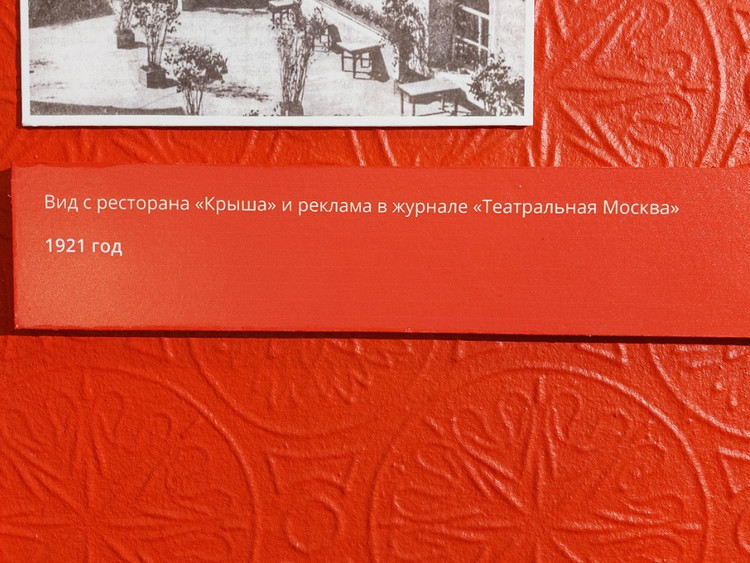 Вид с ресторана «Крыша» и реклама в журнале «Театральная Москва»
1921 год